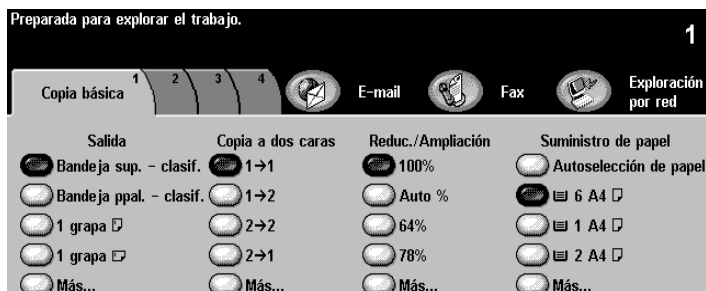 Preparada para explorar el trabajo.
1
Copia básica 1 2 3 4 E-mail Fax Exploración por red
Salida Copia a dos caras Reduc./Ampliación Suministro de papel
Bandeja sup. - clasif. 1→1 100% Autoselección de papel
Bandeja ppal. - clasif. 1→2 Auto % 6 A4
1 grapa 2→2 64% 1 A4
1 grapa 2→1 78% 2 A4
Más... Más... Más... Más...